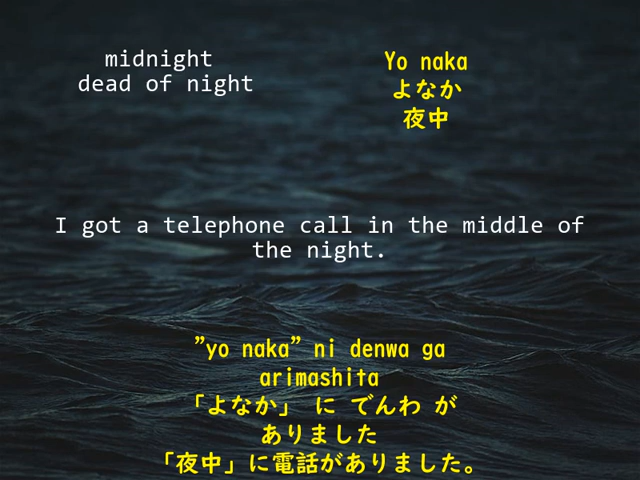 midnight
dead of night
Yo naka
よなか
夜中
I got a telephone call in the middle of
the night.
”yo naka” ni denwa ga
arimashita
「よなか」 に でんわ が
ありました
「夜中」に電話がありました。